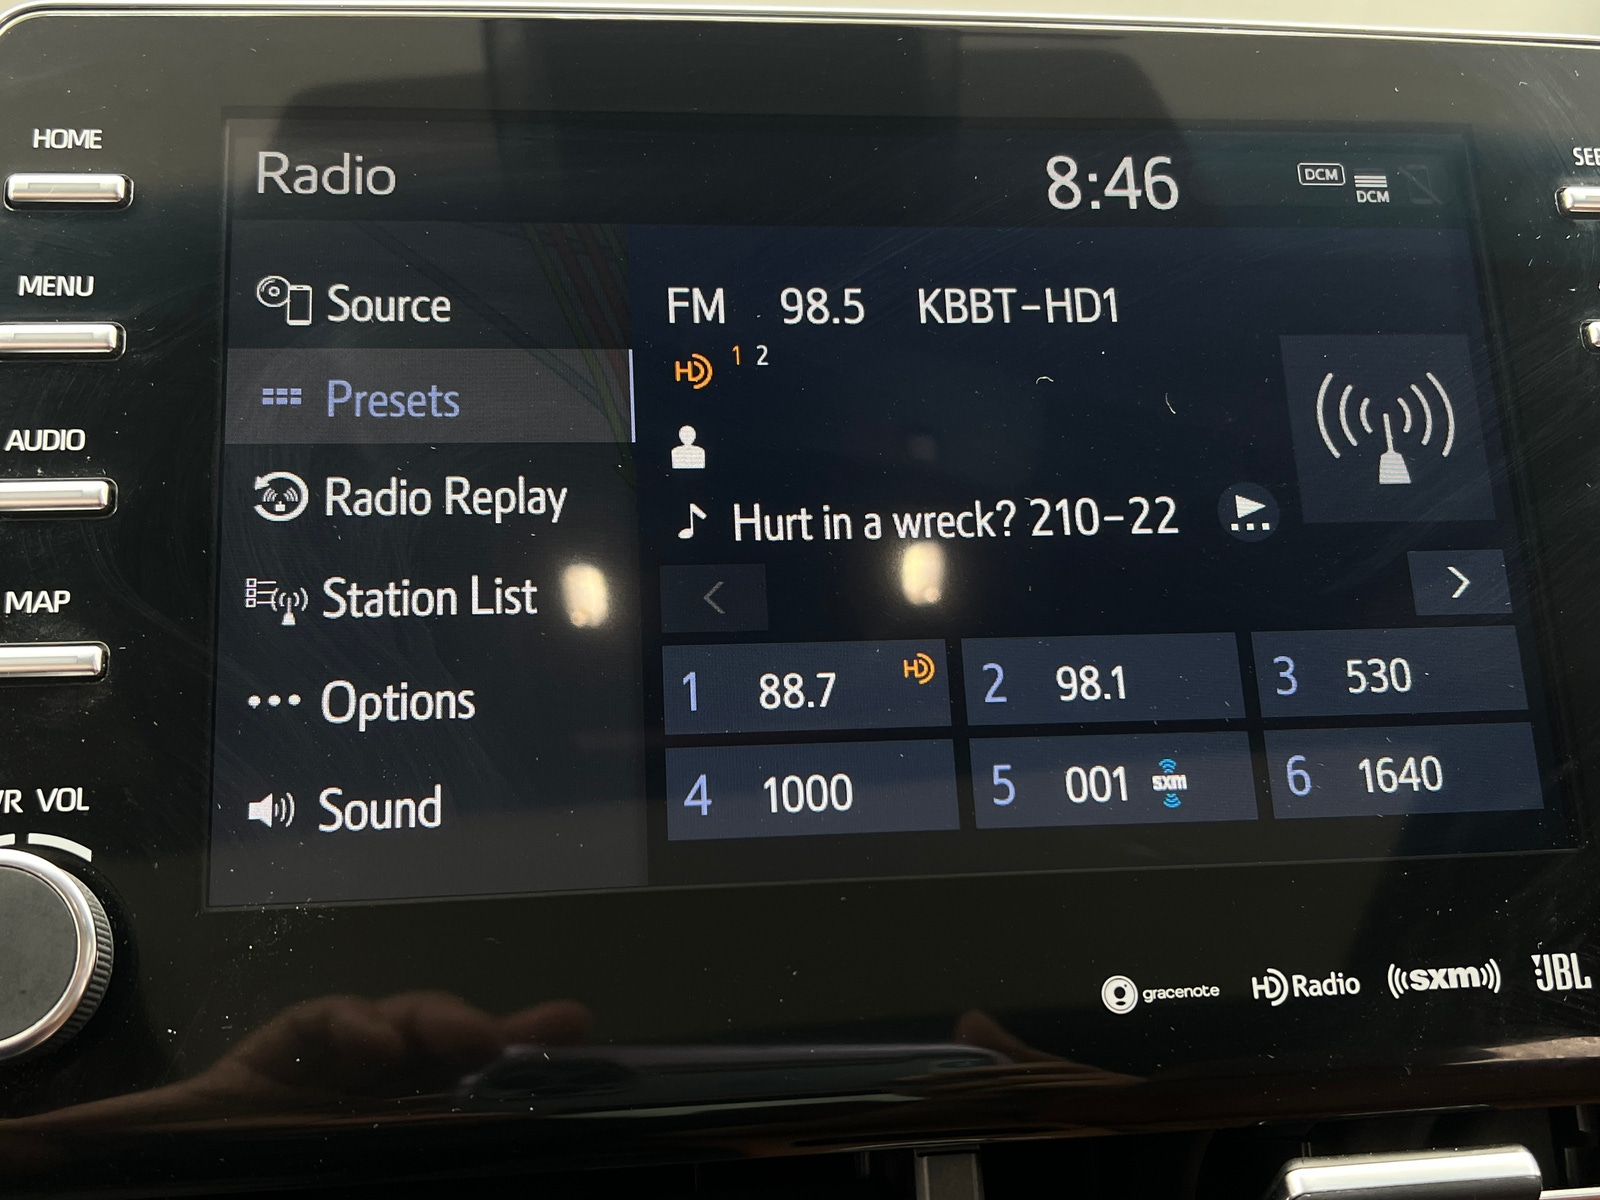 HOME
MENU
AUDIO
MAP
VOL
Radio
8:46
DCM
DCM
Source
Presets
Radio Replay
Station List
Options
Sound
FM 98.5 KBBT-HD1
HD 1 2
Hurt in a wreck? 210-22
1 88.7 HD
2 98.1
3 530
4 1000
5 001 sxm
6 1640
gracenote
HD Radio
sxm
JBL